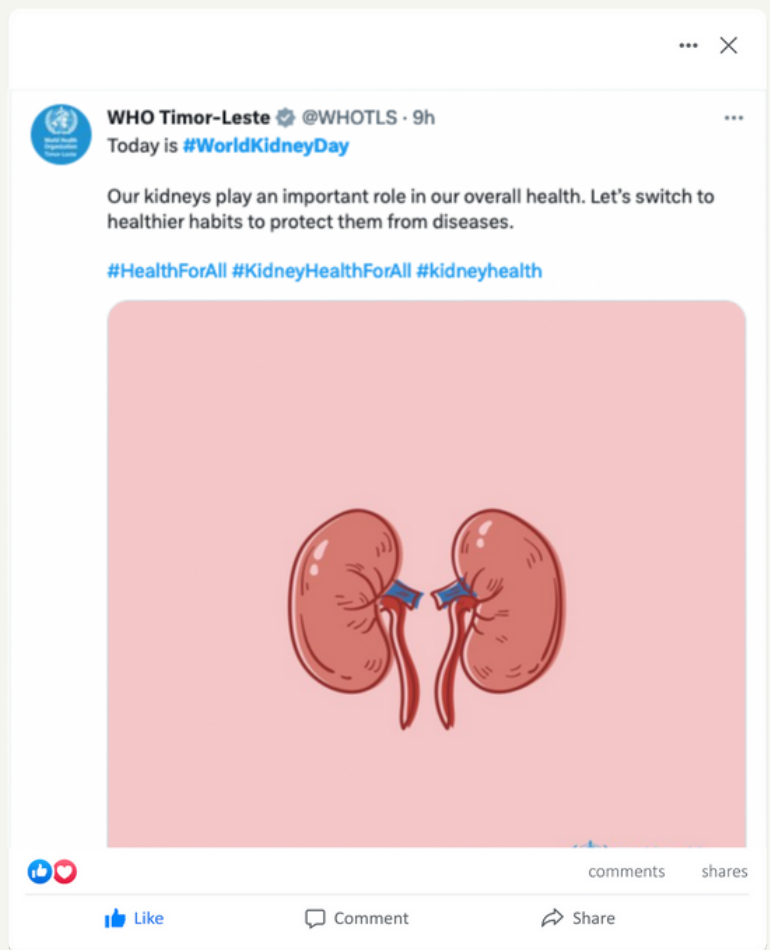 WHO Timor-Leste @WHOTLS · 9h
Today is #WorldKidneyDay
Our kidneys play an important role in our overall health. Let's switch to
healthier habits to protect them from diseases.
#HealthForAll #KidneyHealthForAll #kidneyhealth
comments shares
Like Comment Share